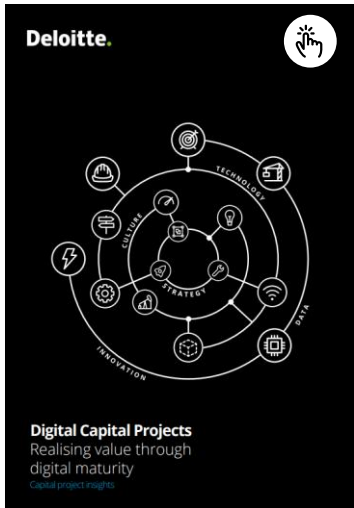 Deloitte.
TECHNOLOGY
CULTURE
STRATEGY
DATA
INNOVATION
Digital Capital Projects
Realising value through
digital maturity
Capital project insights